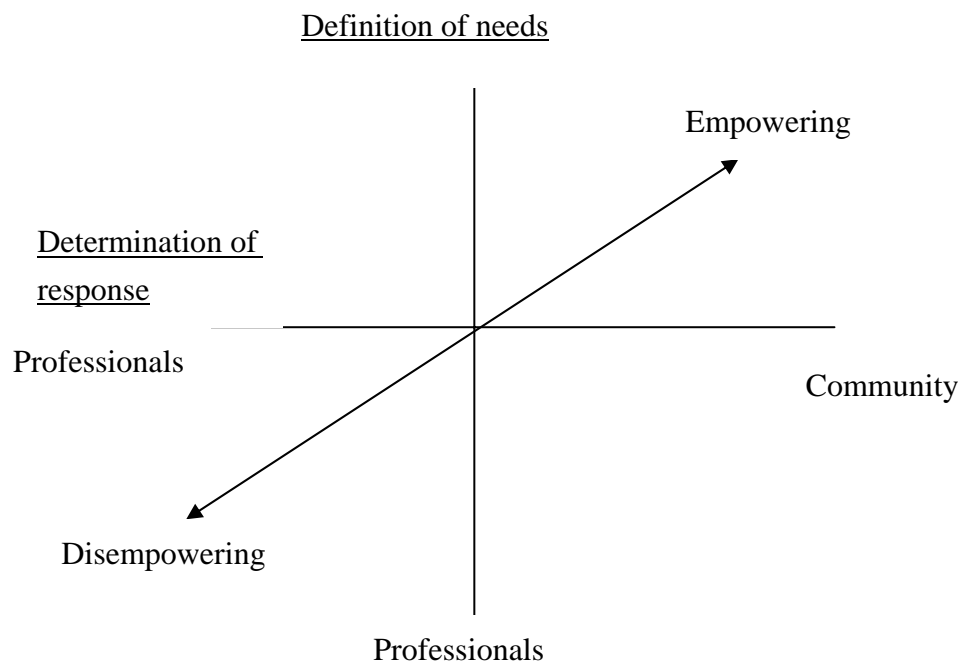 Definition of needs
Empowering
Determination of
response
Professionals
Community
Disempowering
Professionals